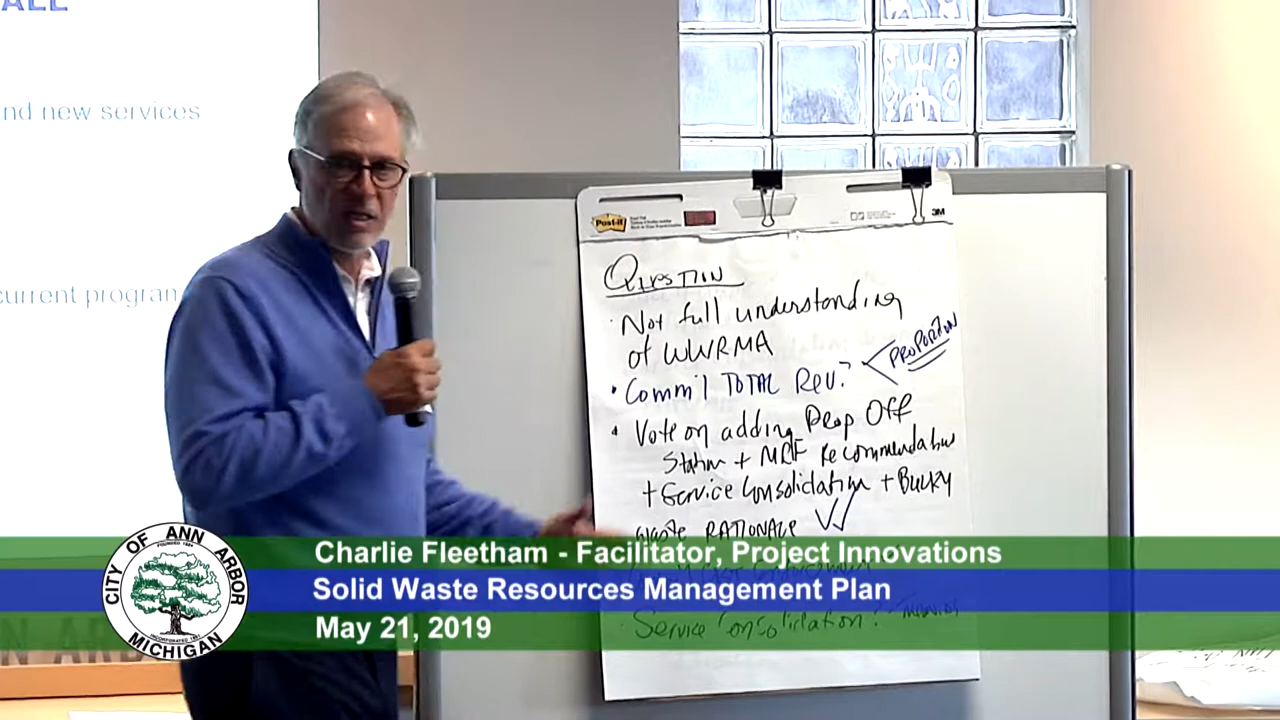 ALL
nd new services
current program
Post-it
3M
QUESTION
· Not full understanding
of WWRMA
• Comm'l TOTAL REV.? < PROPORTION
• Vote on adding Drop Off
Station + MRF Recommendations
+ Service Consolidation + BULKY
Waste RATIONALE
Service Consolidation?
Charlie Fleetham - Facilitator, Project Innovations
Solid Waste Resources Management Plan
May 21, 2019
CITY OF ANN ARBOR
MICHIGAN